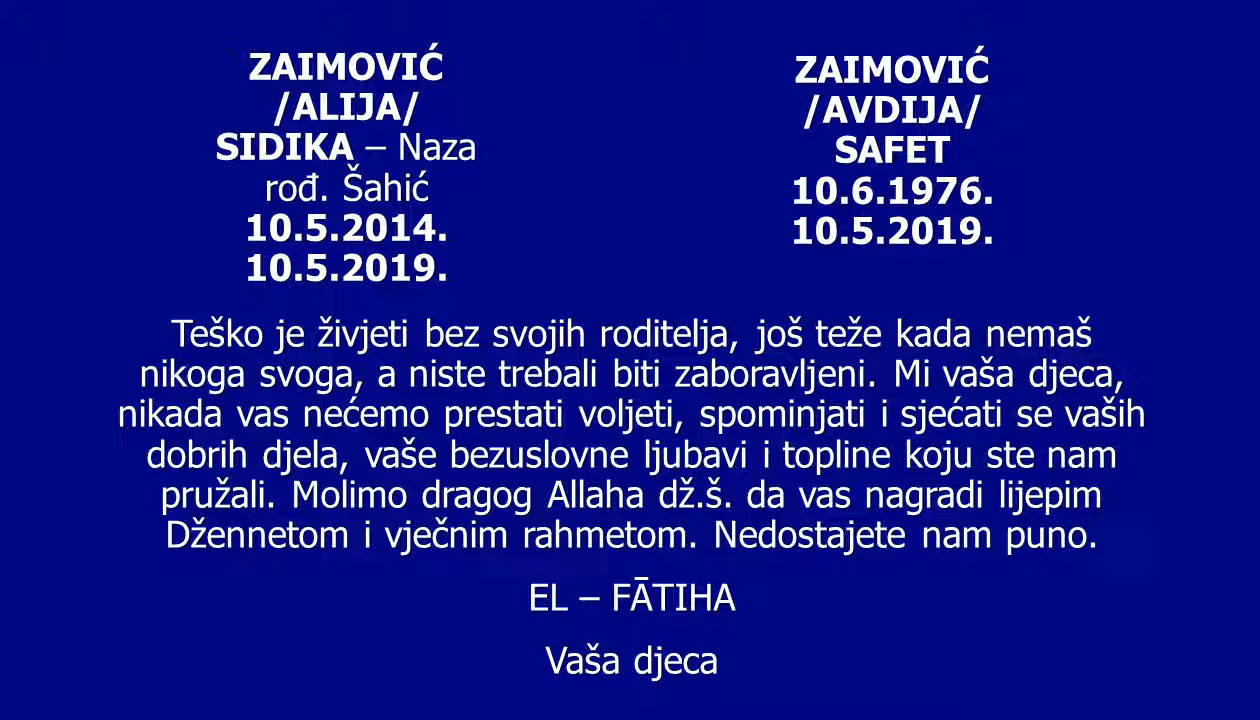 ZAIMOVIĆ
/ALIJA/
SIDIKA – Naza
rođ. Šahić
10.5.2014.
10.5.2019.
ZAIMOVIĆ
/AVDIJA/
SAFET
10.6.1976.
10.5.2019.
Teško je živjeti bez svojih roditelja, još teže kada nemaš
nikoga svoga, a niste trebali biti zaboravljeni. Mi vaša djeca,
nikada vas nećemo prestati voljeti, spominjati i sjećati se vaših
dobrih djela, vaše bezuslovne ljubavi i topline koju ste nam
pružali. Molimo dragog Allaha dž.š. da vas nagradi lijepim
Džennetom i vječnim rahmetom. Nedostajete nam puno.
EL – FĀTIHA
Vaša djeca